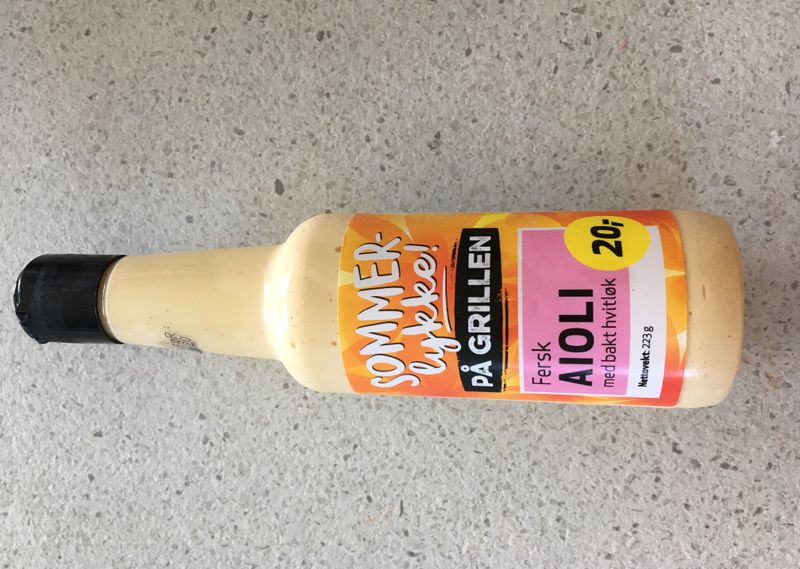 SOMMER-
lykke!
PÅ GRILLEN
20,-
Fersk
AIOLI
med bakt hvitløk
Nettovekt: 223 g